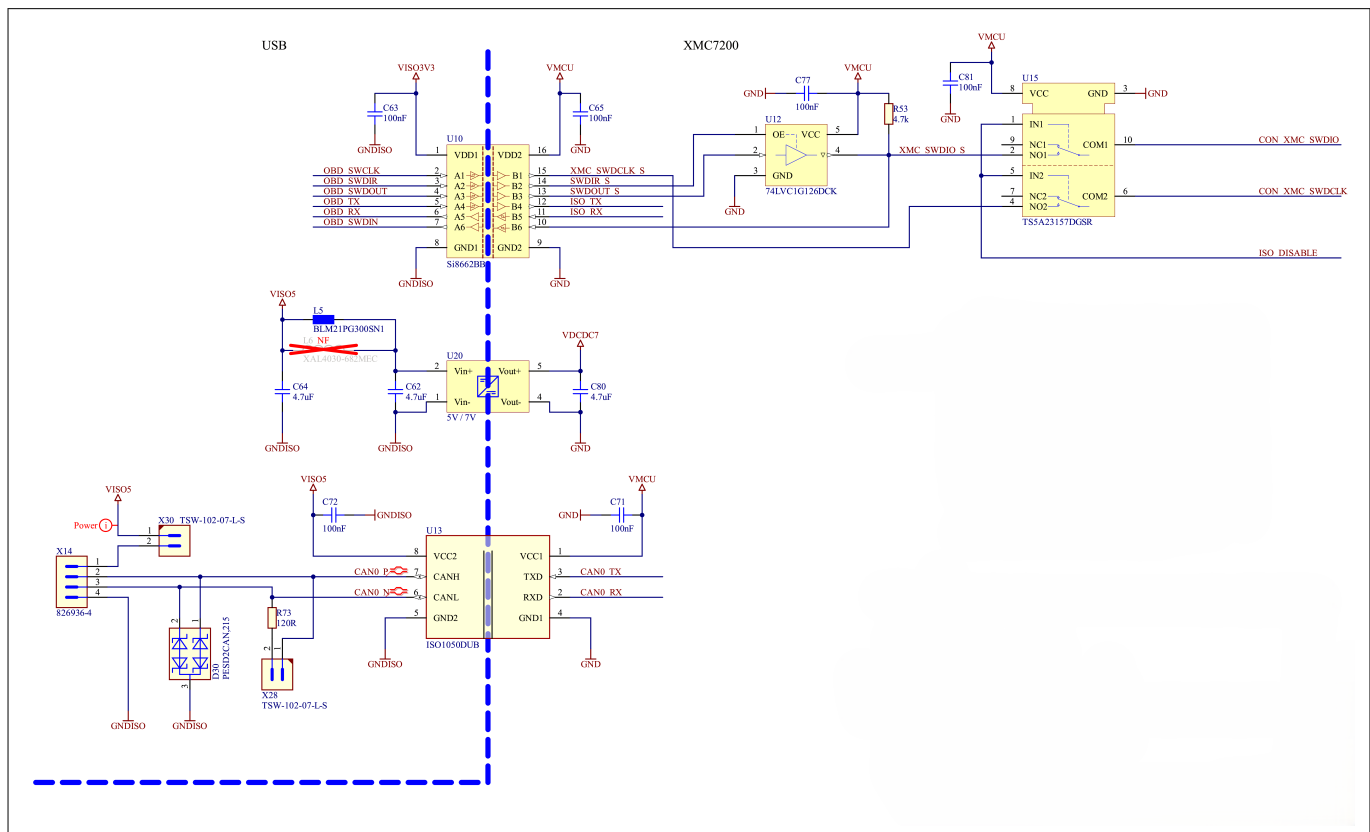 USB
XMC7200
VISO3V3
C63
100nF
GNDISO
VMCU
C65
100nF
GND
U10
1 VDD1 VDD2 16
OBD_SWCLK 2 A1 B1 15 XMC_SWDCLK_S
OBD_SWDIR 3 A2 B2 14 SWDIR_S
OBD_SWDOUT 4 A3 B3 13 SWDOUT_S
OBD_TX 5 A4 B4 12 ISO_TX
OBD_RX 6 A5 B5 11 ISO_RX
OBD_SWDIN 7 A6 B6 10
8 GND1 GND2 9
Si8662BB
GNDISO
GND
VMCU
C77
GND
100nF
R53
4.7k
U12
1 OE VCC 5
2 4
3 GND
74LVC1G126DCK
GND
XMC_SWDIO_S
VMCU
C81
100nF
GND
U15
8 VCC GND 3 GND
1 IN1
9 NC1 COM1 10 CON_XMC_SWDIO
2 NO1
5 IN2
7 NC2 COM2 6 CON_XMC_SWDCLK
4 NO2
TS5A23157DGSR
ISO_DISABLE
VISO5
L5
BLM21PG300SN1
L6 NF
XAL4030-682MEC
C64
4.7uF
GNDISO
C62
4.7uF
GNDISO
U20
2 Vin+ Vout+ 5
1 Vin- Vout- 4
5V / 7V
VDCDC7
C80
4.7uF
GND
VISO5
Power i
X30 TSW-102-07-L-S
1
2
X14
1
2
3
4
826936-4
GNDISO
2 1
D30
PESD2CAN,215
3
GNDISO
R73
120R
2 1
X28
TSW-102-07-L-S
VISO5
C72
100nF
GNDISO
VMCU
C71
GND
100nF
U13
8 VCC2 VCC1 1
CAN0_P 7 CANH TXD 3 CAN0_TX
CAN0_N 6 CANL RXD 2 CAN0_RX
5 GND2 GND1 4
ISO1050DUB
GNDISO
GND